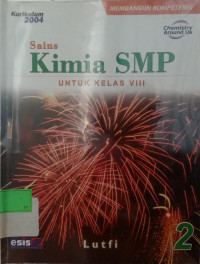 Kurikulum
2004
MEMBANGUN KOMPETENSI
Chemistry
Around Us
Sains
Kimia SMP
UNTUK KELAS VIII
2
esis
Lutfi